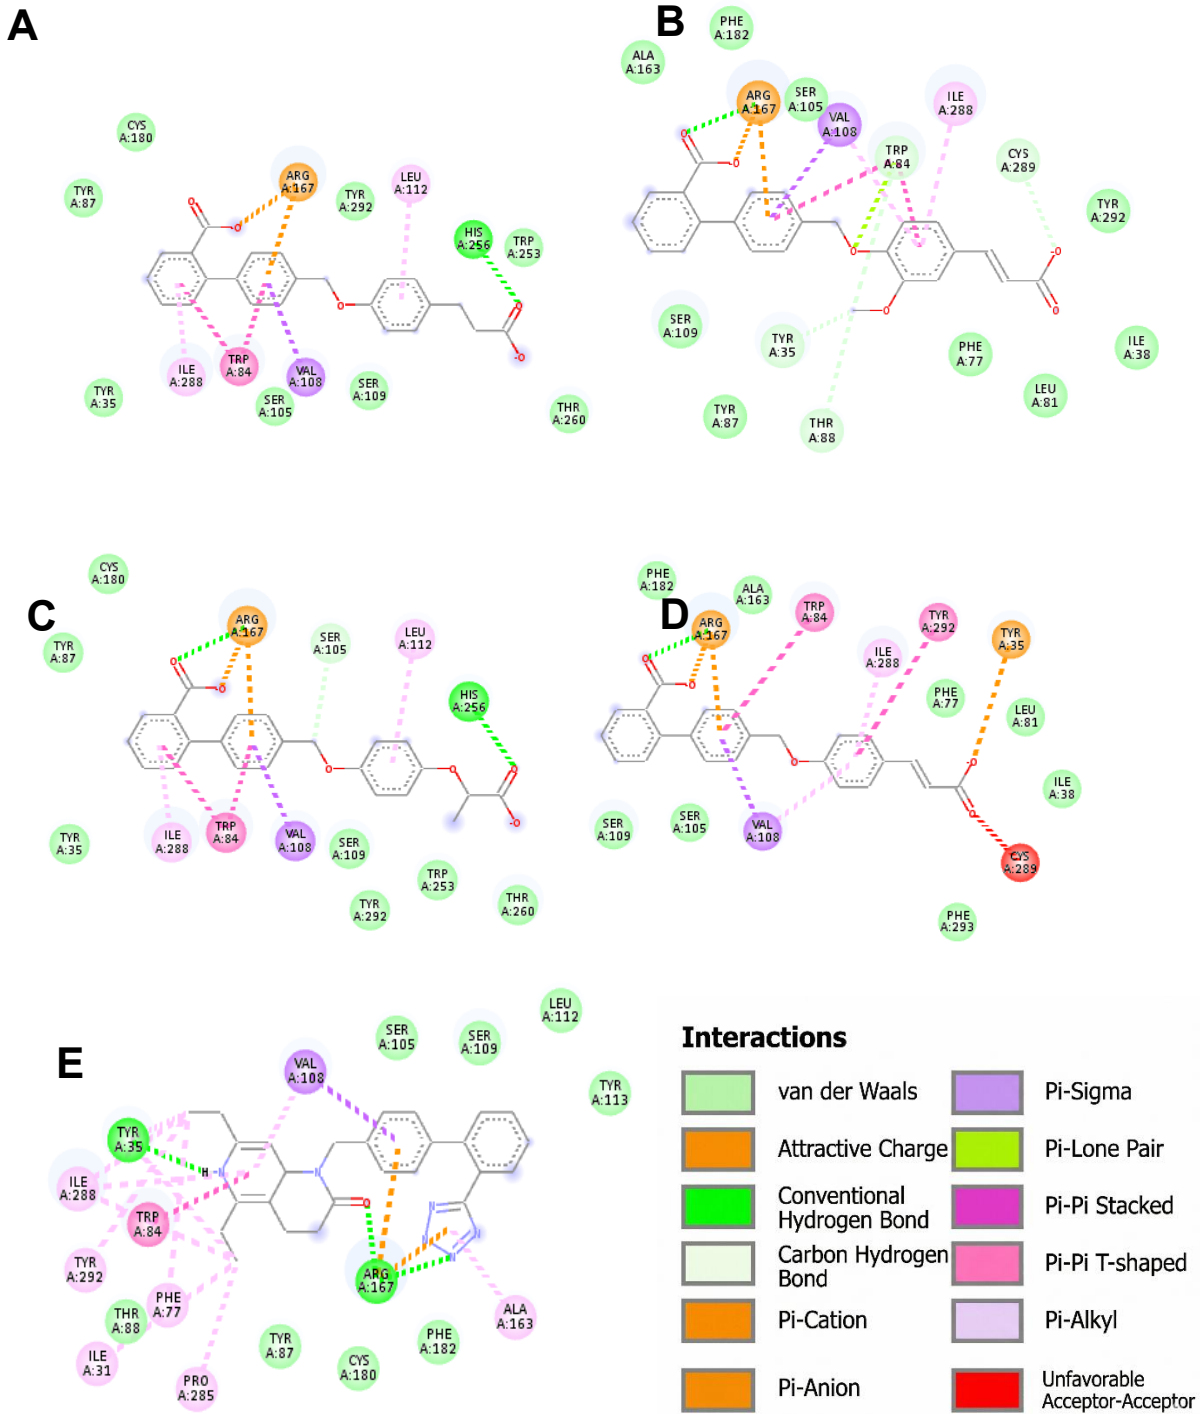 A
CYS
A:180
TYR
A:87
ARG
A:167
TYR
A:292
LEU
A:112
HIS
A:256
TRP
A:253
TYR
A:35
ILE
A:288
TRP
A:84
SER
A:105
VAL
A:108
SER
A:109
THR
A:260
O
O
O
O
O
B
PHE
A:182
ALA
A:163
ARG
A:167
SER
A:105
VAL
A:108
ILE
A:288
TRP
A:84
CYS
A:289
TYR
A:292
SER
A:109
TYR
A:35
TYR
A:87
THR
A:88
PHE
A:77
LEU
A:81
ILE
A:38
O
O
O
O
O
O
C
CYS
A:180
TYR
A:87
ARG
A:167
SER
A:105
LEU
A:112
HIS
A:256
TYR
A:35
ILE
A:288
TRP
A:84
VAL
A:108
SER
A:109
TYR
A:292
TRP
A:253
THR
A:260
O
O
O
O
O
O
D
PHE
A:182
ALA
A:163
ARG
A:167
TRP
A:84
ILE
A:288
TYR
A:292
TYR
A:35
PHE
A:77
LEU
A:81
ILE
A:38
SER
A:109
SER
A:105
VAL
A:108
CYS
A:289
PHE
A:293
O
O
O
O
O
E
VAL
A:108
SER
A:105
SER
A:109
LEU
A:112
TYR
A:113
TYR
A:35
ILE
A:288
TRP
A:84
TYR
A:292
PHE
A:77
THR
A:88
ILE
A:31
PRO
A:285
TYR
A:87
CYS
A:180
PHE
A:182
ARG
A:167
ALA
A:163
H
N
N
O
N
N
N
N
Interactions
van der Waals
Attractive Charge
Conventional
Hydrogen Bond
Carbon Hydrogen
Bond
Pi-Cation
Pi-Anion
Pi-Sigma
Pi-Lone Pair
Pi-Pi Stacked
Pi-Pi T-shaped
Pi-Alkyl
Unfavorable
Acceptor-Acceptor